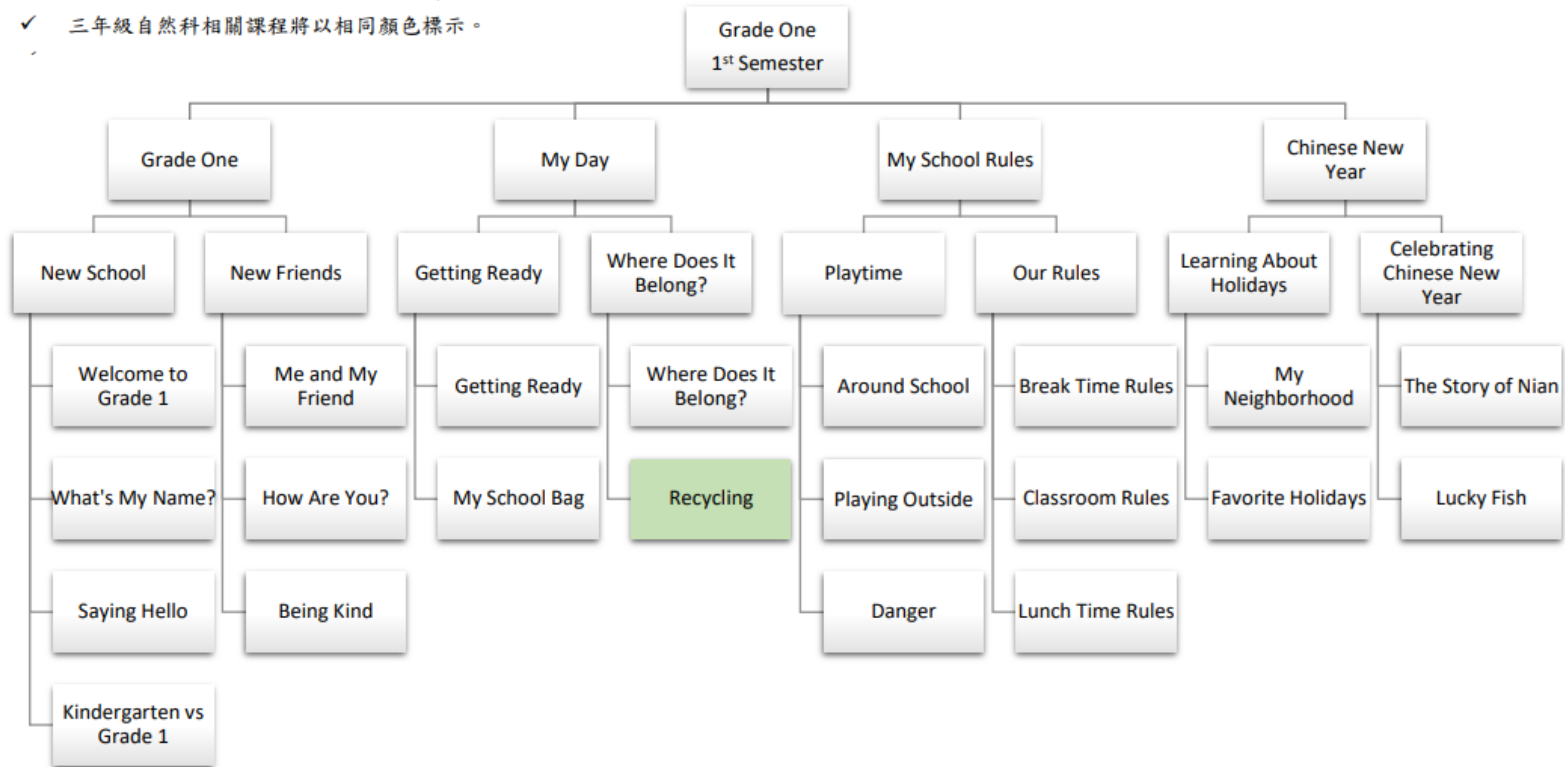 ✓ 三年級自然科相關課程將以相同顏色標示。
Grade One
1st Semester
Grade One
My Day
My School Rules
Chinese New
Year
New School
New Friends
Getting Ready
Where Does It
Belong?
Playtime
Our Rules
Learning About
Holidays
Celebrating
Chinese New
Year
Welcome to
Grade 1
Me and My
Friend
Getting Ready
Where Does It
Belong?
Around School
Break Time Rules
My
Neighborhood
The Story of Nian
What's My Name?
How Are You?
My School Bag
Recycling
Playing Outside
Classroom Rules
Favorite Holidays
Lucky Fish
Saying Hello
Being Kind
Danger
Lunch Time Rules
Kindergarten vs
Grade 1